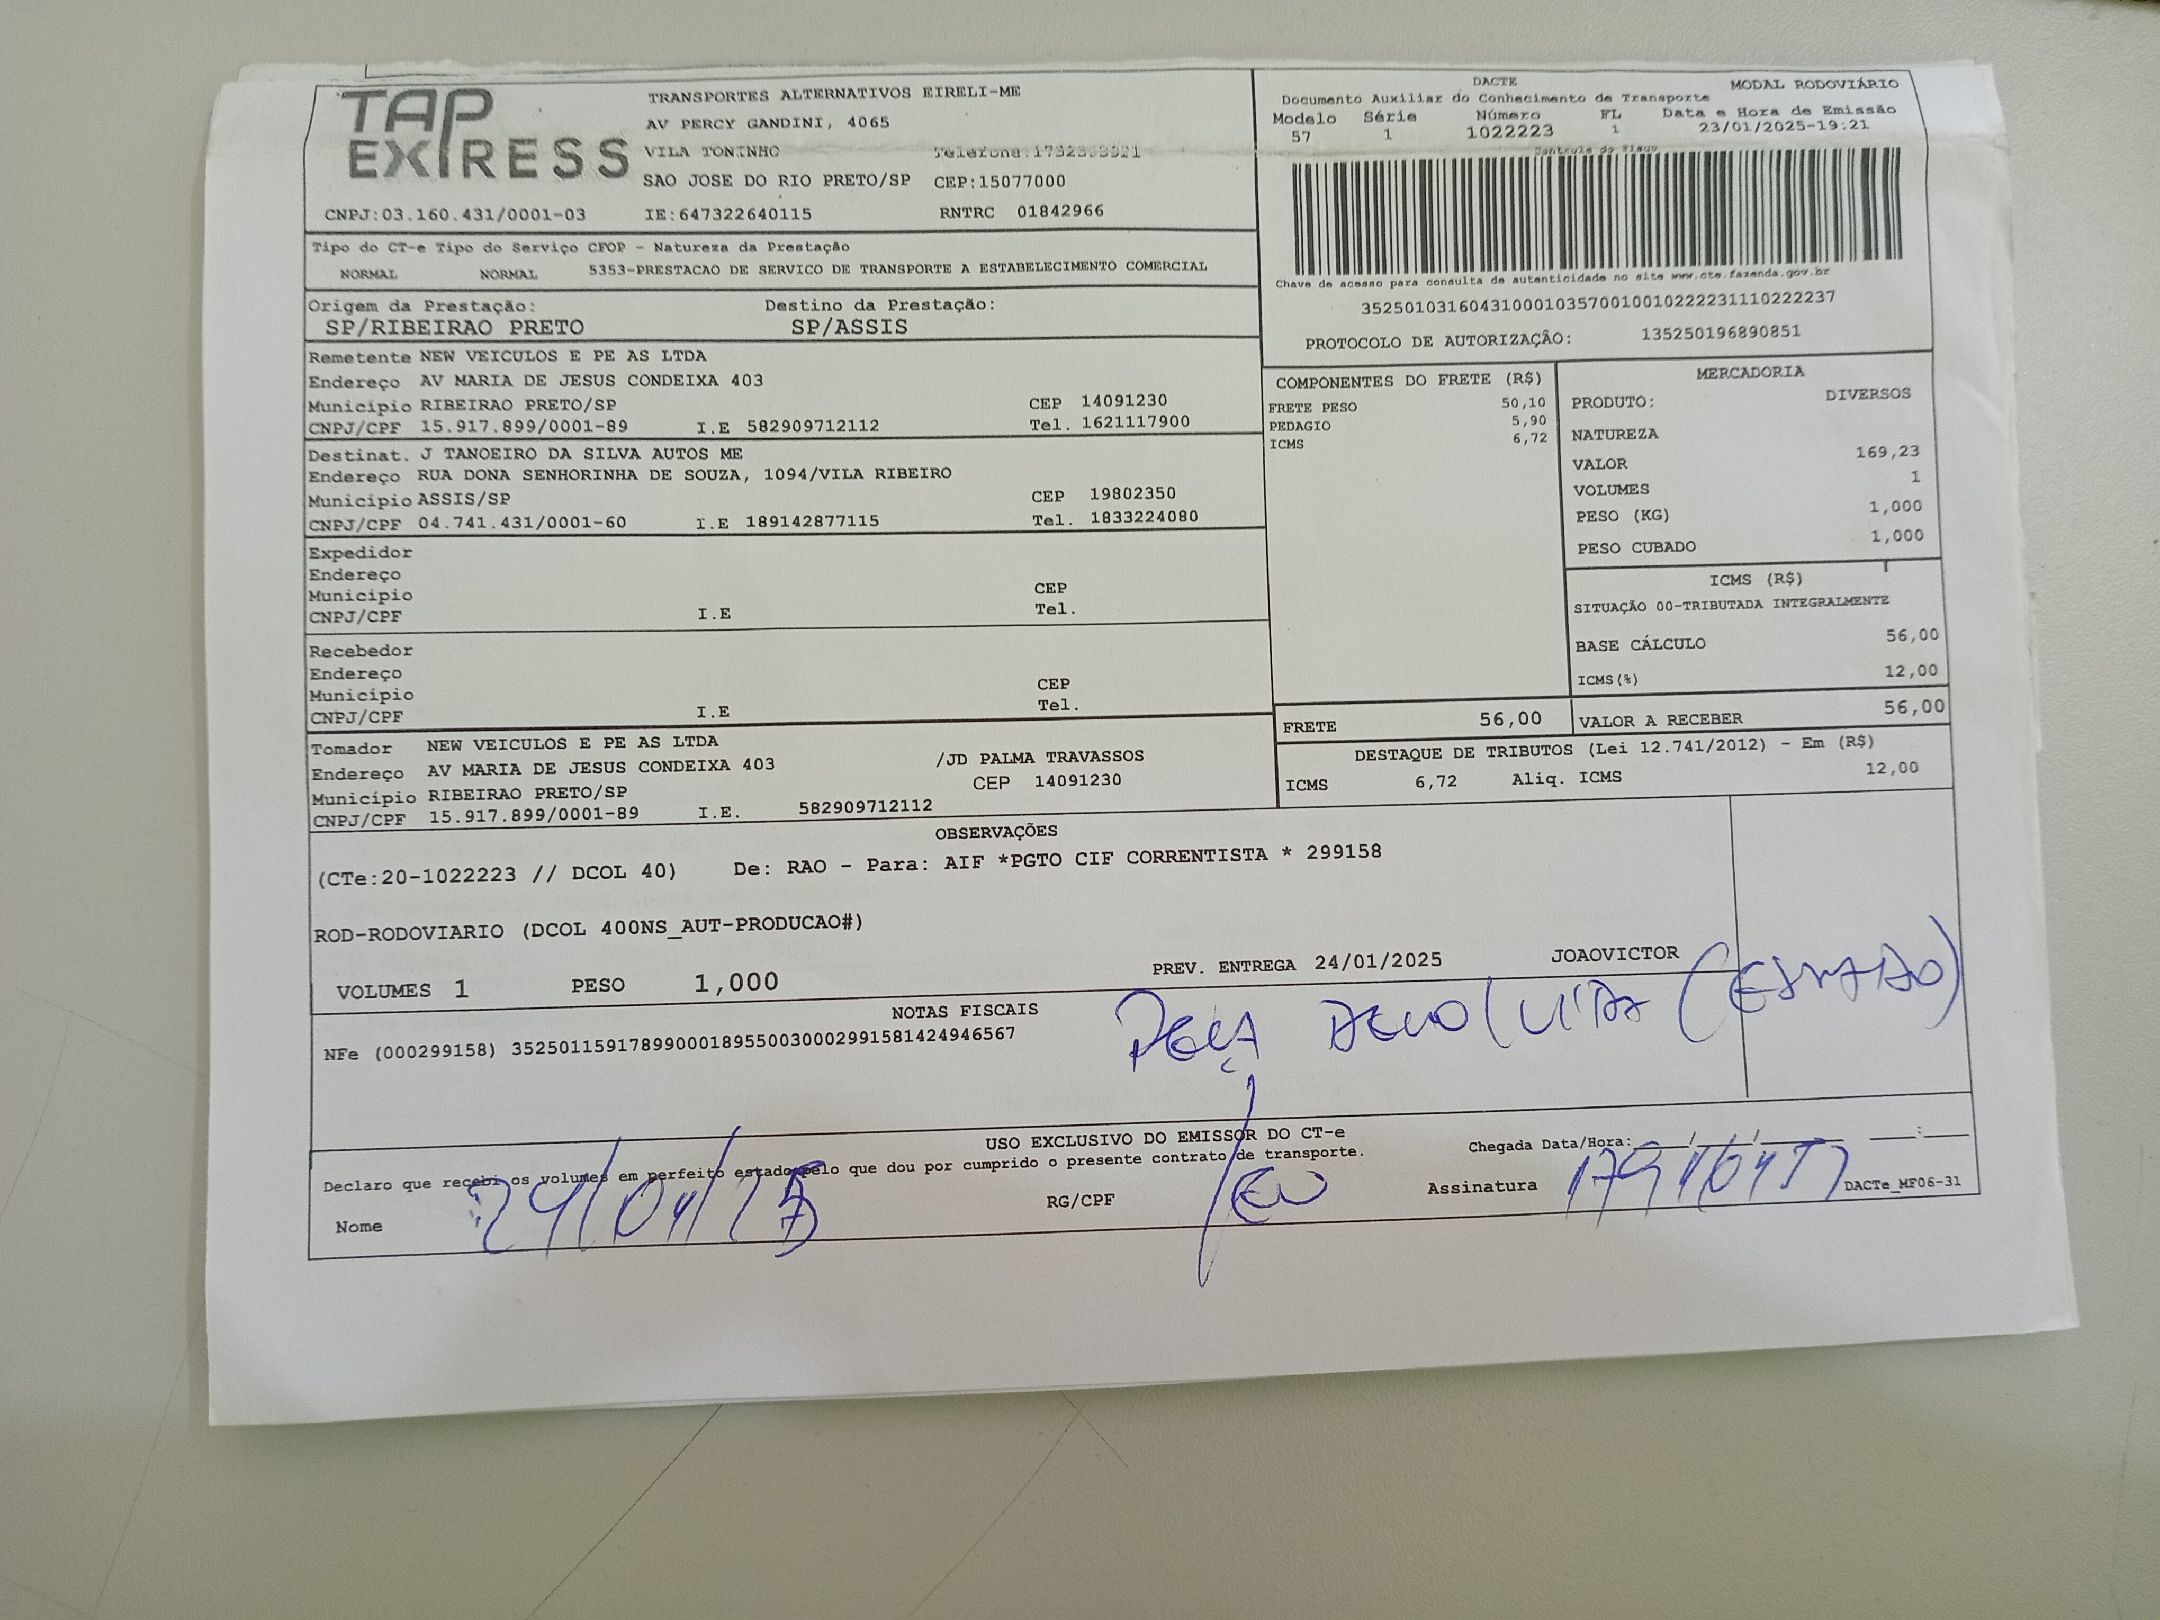 TAP EXPRESS
TRANSPORTES ALTERNATIVOS EIRELI-ME
AV PERCY GANDINI, 4065
VILA TONINHO Telefone:
SAO JOSE DO RIO PRETO/SP CEP:15077000
CNPJ:03.160.431/0001-03 IE:647322640115 RNTRC 01842966
DACTE MODAL RODOVIÁRIO
Documento Auxiliar do Conhecimento de Transporte
Modelo Série Número FL Data e Hora de Emissão
57 1 1022223 1 23/01/2025-19:21
Controle do Fisco
Chave de acesso para consulta de autenticidade no site www.cte.fazenda.gov.br
35250103160431000103570010010222231110222237
PROTOCOLO DE AUTORIZAÇÃO: 135250196890851
Tipo do CT-e Tipo do Serviço CFOP - Natureza da Prestação
NORMAL NORMAL 5353-PRESTACAO DE SERVICO DE TRANSPORTE A ESTABELECIMENTO COMERCIAL
Origem da Prestação: Destino da Prestação:
SP/RIBEIRAO PRETO SP/ASSIS
Remetente NEW VEICULOS E PE AS LTDA
Endereço AV MARIA DE JESUS CONDEIXA 403
Município RIBEIRAO PRETO/SP CEP 14091230
CNPJ/CPF 15.917.899/0001-89 I.E 582909712112 Tel. 1621117900
Destinat. J TANOEIRO DA SILVA AUTOS ME
Endereço RUA DONA SENHORINHA DE SOUZA, 1094/VILA RIBEIRO
Município ASSIS/SP CEP 19802350
CNPJ/CPF 04.741.431/0001-60 I.E 189142877115 Tel. 1833224080
Expedidor
Endereço
Município CEP
CNPJ/CPF I.E Tel.
Recebedor
Endereço
Município CEP
CNPJ/CPF I.E Tel.
Tomador NEW VEICULOS E PE AS LTDA
Endereço AV MARIA DE JESUS CONDEIXA 403 /JD PALMA TRAVASSOS
Município RIBEIRAO PRETO/SP CEP 14091230
CNPJ/CPF 15.917.899/0001-89 I.E. 582909712112
COMPONENTES DO FRETE (R$)
FRETE PESO 50,10
PEDAGIO 5,90
ICMS 6,72
MERCADORIA
PRODUTO: DIVERSOS
NATUREZA
VALOR 169,23
VOLUMES 1
PESO (KG) 1,000
PESO CUBADO 1,000
ICMS (R$)
SITUAÇÃO 00-TRIBUTADA INTEGRALMENTE
BASE CÁLCULO 56,00
ICMS(%) 12,00
FRETE 56,00 VALOR A RECEBER 56,00
DESTAQUE DE TRIBUTOS (Lei 12.741/2012) - Em (R$)
ICMS 6,72 Aliq. ICMS 12,00
OBSERVAÇÕES
(CTe:20-1022223 // DCOL 40) De: RAO - Para: AIF *PGTO CIF CORRENTISTA * 299158
ROD-RODOVIARIO (DCOL 400NS_AUT-PRODUCAO#)
VOLUMES 1 PESO 1,000 PREV. ENTREGA 24/01/2025 JOAOVICTOR
NOTAS FISCAIS
NFe (000299158) 35250115917899000189550030002991581424946567
PEÇA DEVOLVIDA
USO EXCLUSIVO DO EMISSOR DO CT-e
Chegada Data/Hora: ___/___/___ ___:___
Declaro que recebi os volumes em perfeito estado pelo que dou por cumprido o presente contrato de transporte.
Nome RG/CPF Assinatura DACTe_MF06-31